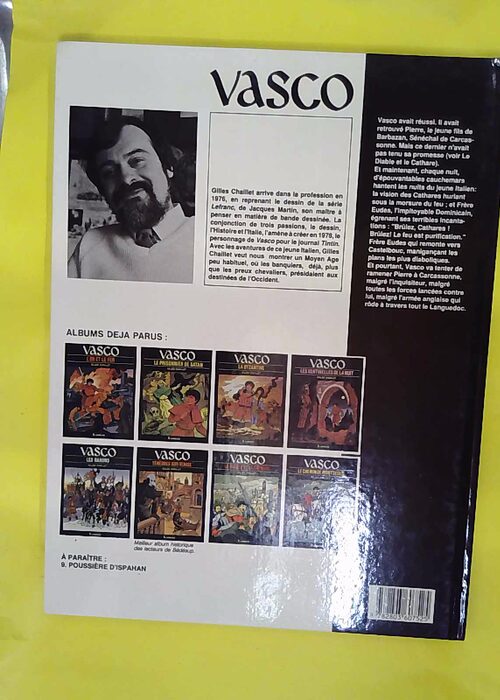 VASCO
Vasco avait réussi. Il avait
retrouvé Pierre, le jeune fils de
Barbazan, Sénéchal de Carcas-
sonne. Mais ce dernier n'avait
pas tenu sa promesse (voir Le
Diable et le Cathare).
Et maintenant, chaque nuit,
d'épouvantables cauchemars
hantent les nuits du jeune Italien:
la vision des Cathares hurlant
sous la morsure du feu ; et Frère
Eudes, l'impitoyable Dominicain,
égrenant ses terribles incanta-
tions : "Brûlez, Cathares !
Brûlez! Le feu est purification."
Frère Eudes qui remonte vers
Castelbouc, manigançant les
plans les plus diaboliques.
Et pourtant, Vasco va tenter de
ramener Pierre à Carcassonne,
malgré l'inquisiteur, malgré
toutes les forces lancées contre
lui, malgré l'armée anglaise qui
rôde à travers tout le Languedoc.
Gilles Chaillet arrive dans la profession en
1976, en reprenant le dessin de la série
Lefranc, de Jacques Martin, son maître à
penser en matière de bande dessinée. La
conjonction de trois passions, le dessin,
l'Histoire et l'Italie, l'amène à créer en 1978, le
personnage de Vasco pour le journal Tintin.
Avec les aventures de ce jeune Italien, Gilles
Chaillet veut nous montrer un Moyen Age
peu habituel, où les banquiers, déjà, plus
que les preux chevaliers, présidaient aux
destinées de l'Occident.
ALBUMS DEJA PARUS :
VASCO
L'OR ET LE FER
VASCO
LE PRISONNIER DE SATAN
VASCO
LA BYZANTINE
VASCO
LES SENTINELLES DE LA NUIT
VASCO
LES BARONS
VASCO
TÉNÈBRES SUR VENISE
VASCO
VASCO
Meilleur album historique
des lecteurs de Bédésup.
À PARAÎTRE :
9. POUSSIÈRE D'ISPAHAN
9782803607525